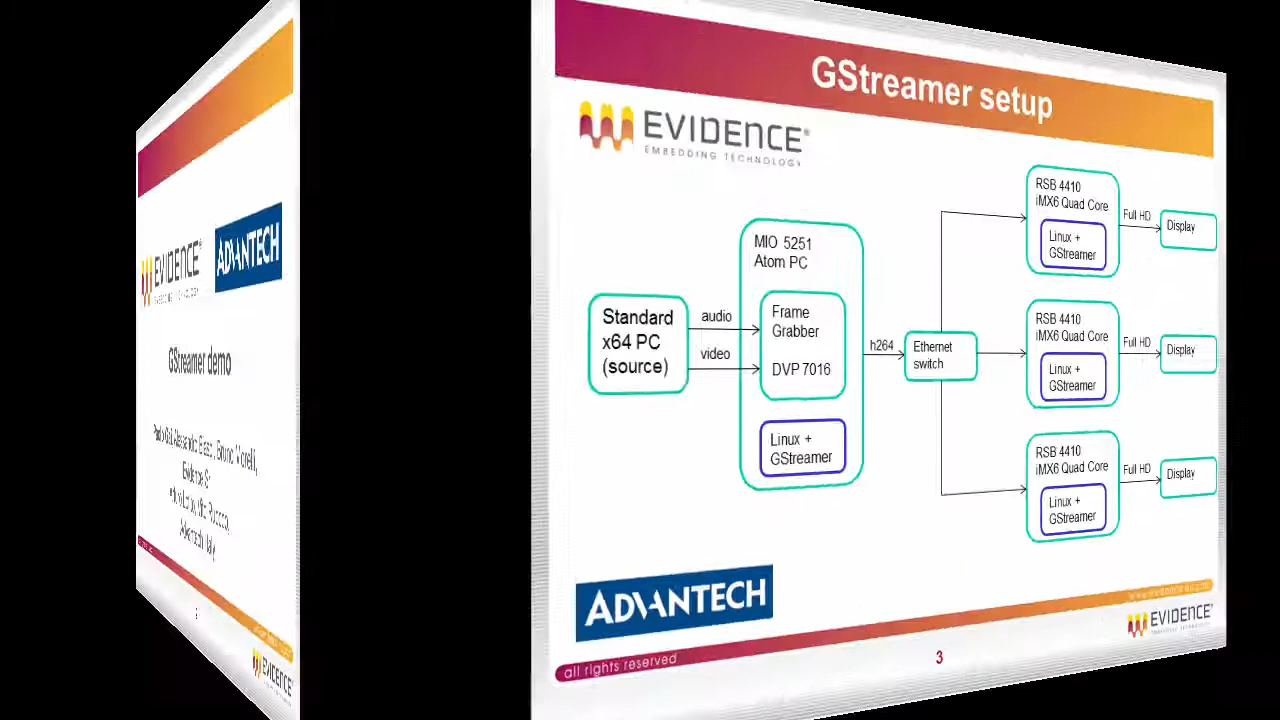 EVIDENCE
ADVANTECH
GStreamer demo
EVIDENCE
GStreamer setup
EVIDENCE®
EMBEDDING TECHNOLOGY
Standard
x64 PC
(source)
audio
video
MIO 5251
Atom PC
Frame
Grabber
DVP 7016
Linux +
GStreamer
h264
Ethernet
switch
RSB 4410
iMX6 Quad Core
Linux +
GStreamer
Full HD
Display
RSB 4410
iMX6 Quad Core
GStreamer
Full HD
Display
RSB
iMX6 Quad Core
GStreamer
Full HD
Display
ADVANTECH
all rights reserved
3
EVIDENCE®